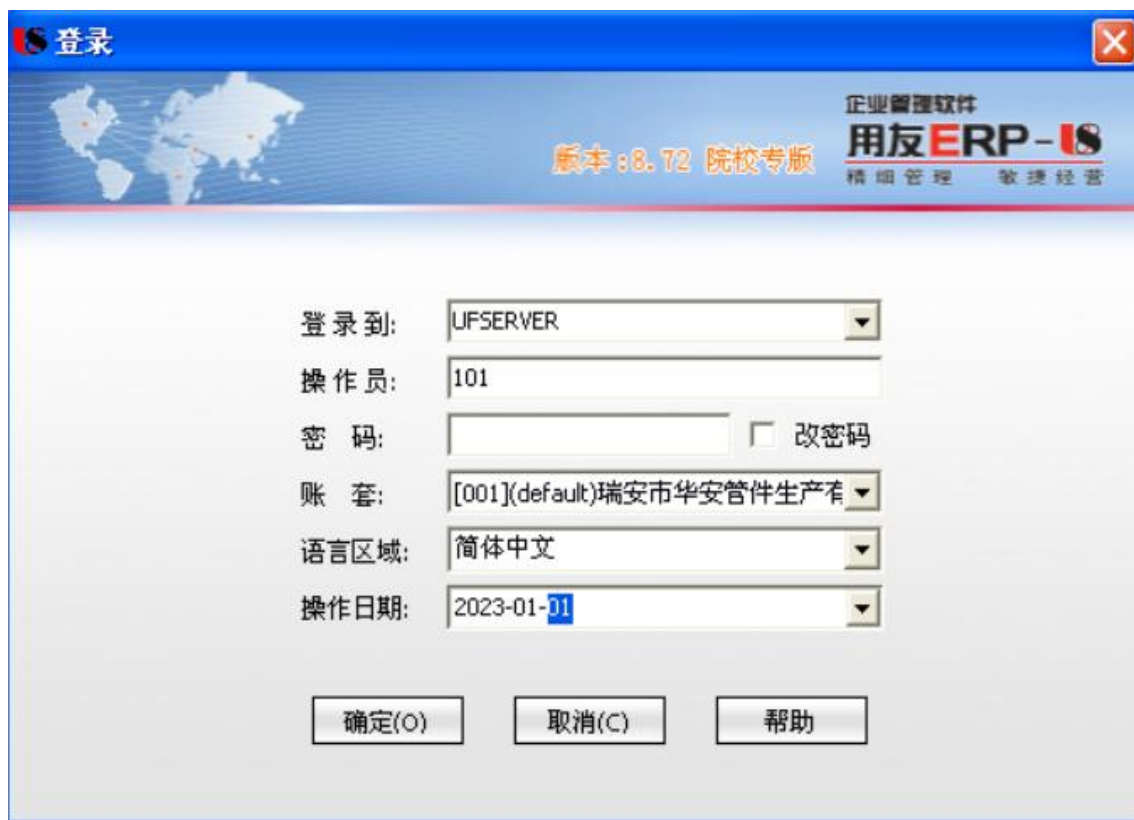 U8 登录
企业管理软件
用友ERP-U8
版本:8.72 院校专版
精细管理 敏捷经营
登录到: UFSERVER
操作员: 101
密 码: 改密码
账 套: [001](default)瑞安市华安管件生产有
语言区域: 简体中文
操作日期: 2023-01-01
确定(O) 取消(C) 帮助